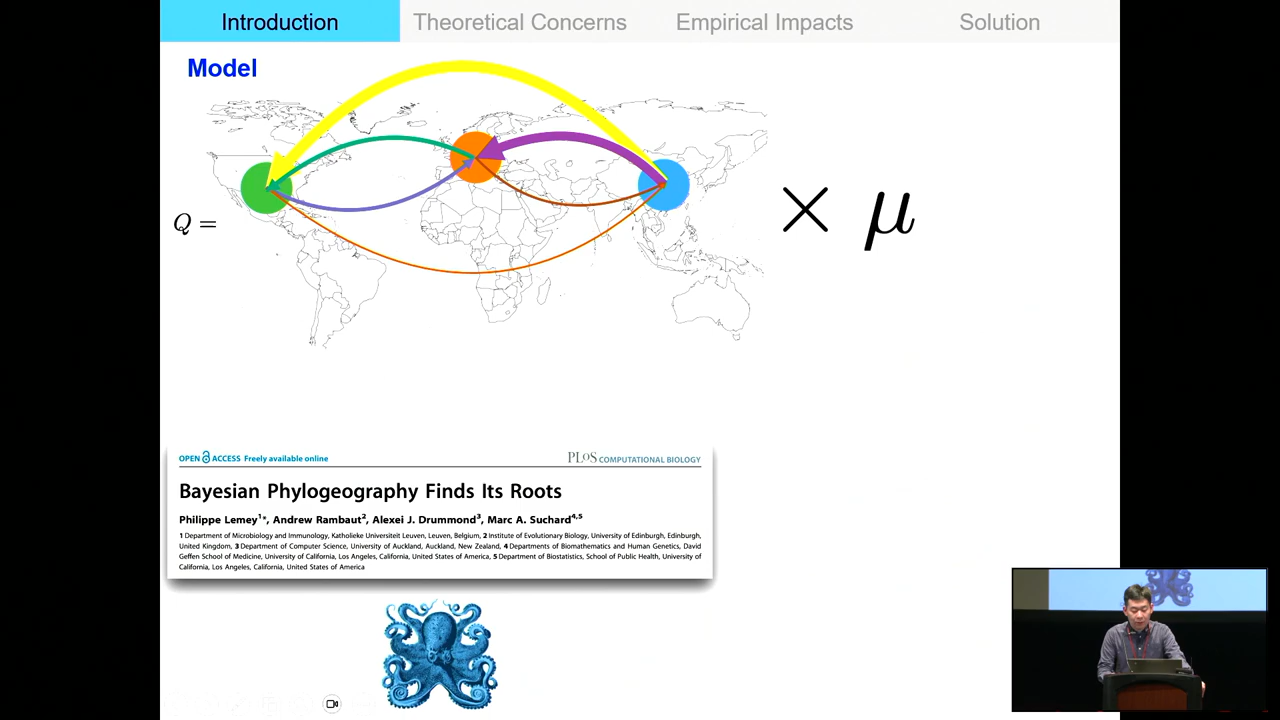 Introduction
Theoretical Concerns
Empirical Impacts
Solution
Model
Q =
× μ
OPEN ACCESS Freely available online
PLoS COMPUTATIONAL BIOLOGY
Bayesian Phylogeography Finds Its Roots
Philippe Lemey1*, Andrew Rambaut2, Alexei J. Drummond3, Marc A. Suchard4,5
1 Department of Microbiology and Immunology, Katholieke Universiteit Leuven, Leuven, Belgium, 2 Institute of Evolutionary Biology, University of Edinburgh, Edinburgh,
United Kingdom, 3 Department of Computer Science, University of Auckland, Auckland, New Zealand, 4 Departments of Biomathematics and Human Genetics, David
Geffen School of Medicine, University of California, Los Angeles, California, United States of America, 5 Department of Biostatistics, School of Public Health, University of
California, Los Angeles, California, United States of America